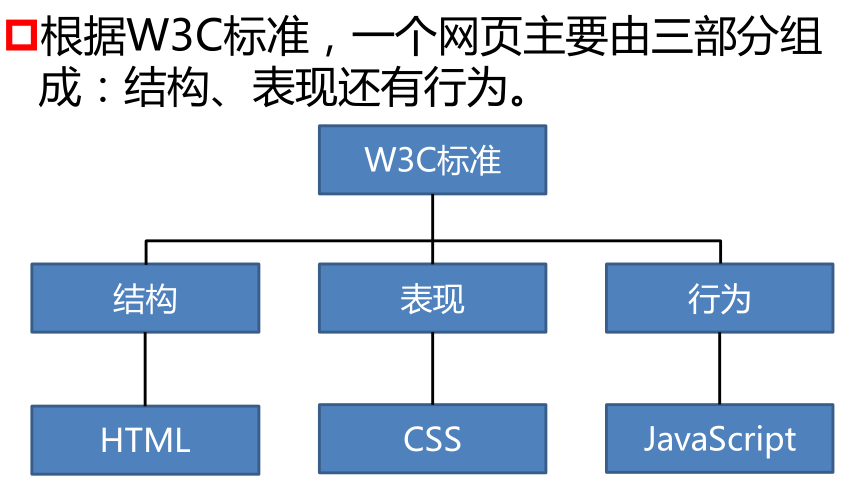 根据W3C标准，一个网页主要由三部分组
成：结构、表现还有行为。
W3C标准
结构 表现 行为
HTML CSS JavaScript